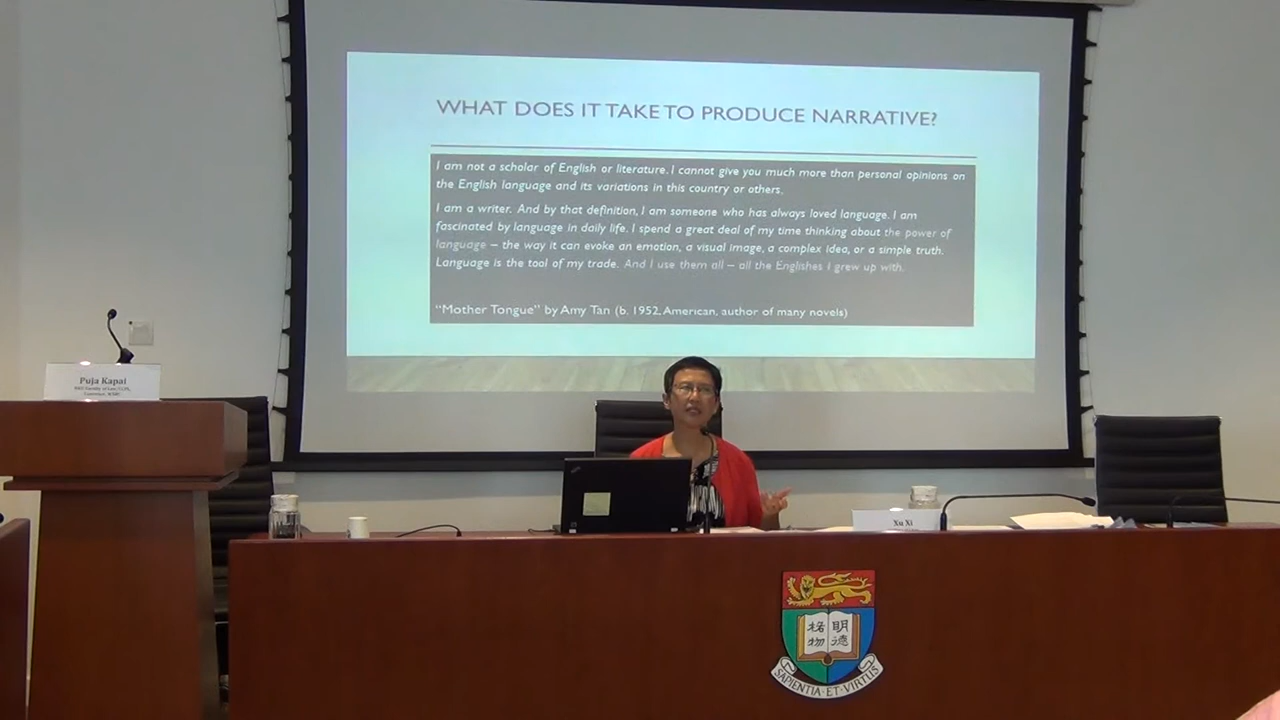 WHAT DOES IT TAKE TO PRODUCE NARRATIVE?
I am not a scholar of English or literature. I cannot give you much more than personal opinions on
the English language and its variations in this country or others.
I am a writer. And by that definition, I am someone who has always loved language. I am
fascinated by language in daily life. I spend a great deal of my time thinking about the power of
language – the way it can evoke an emotion, a visual image, a complex idea, or a simple truth.
Language is the tool of my trade. And I use them all – all the Englishes I grew up with.
"Mother Tongue" by Amy Tan (b. 1952, American, author of many novels)
Puja Kapai
Xu Xi
格物
明德
SAPIENTIA·ET·VIRTUS